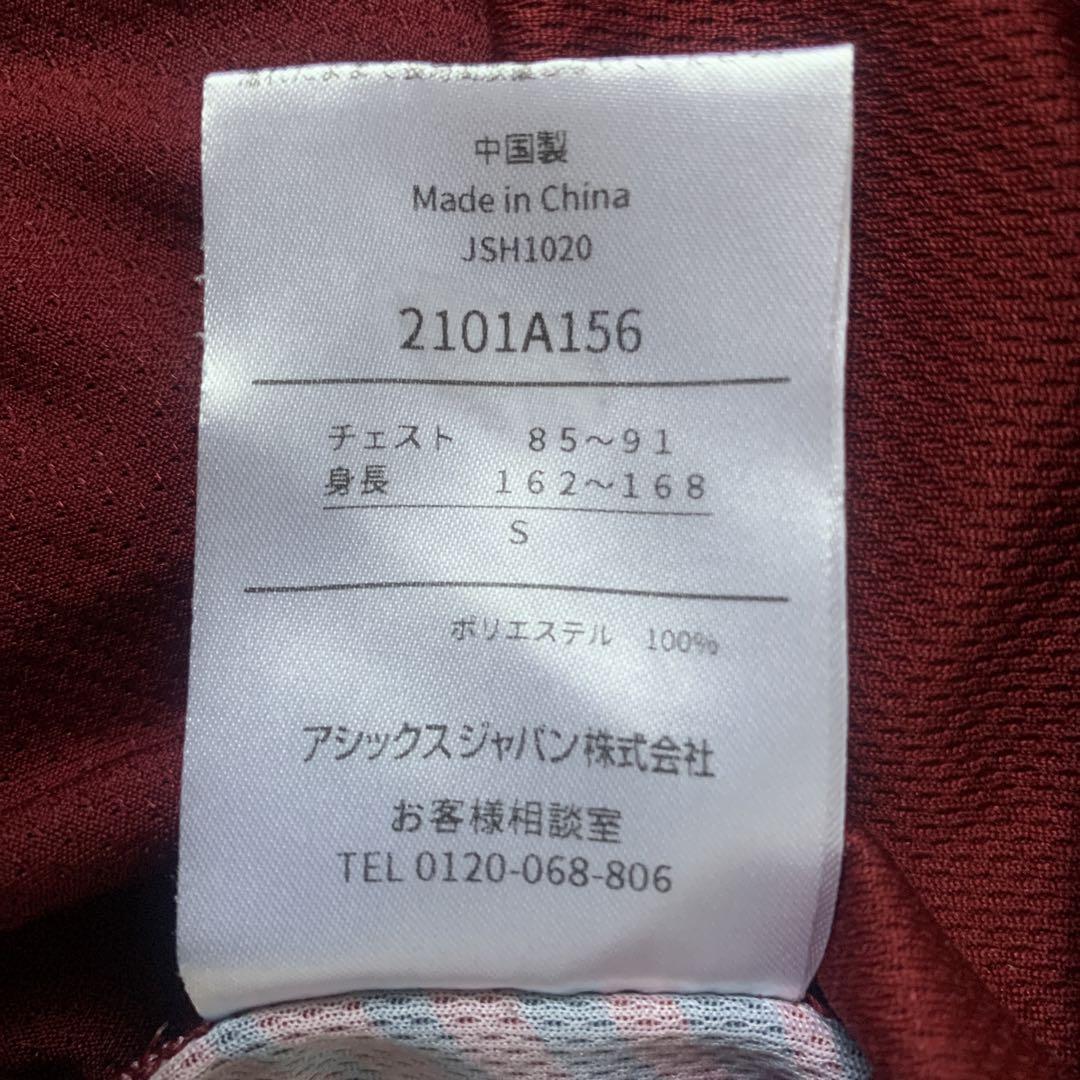 中国製
Made in China
JSH1020
2101A156
チェスト 85～91
身長 162～168
S
ポリエステル 100%
アシックスジャパン株式会社
お客様相談室
TEL 0120-068-806